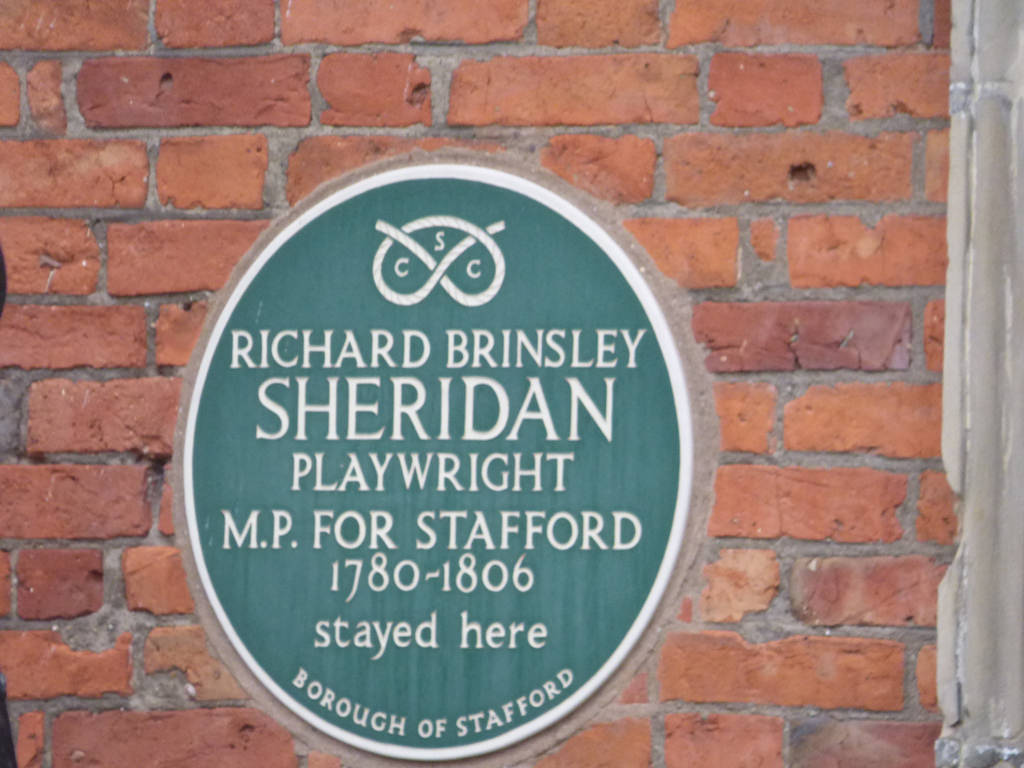 S
C C
RICHARD BRINSLEY
SHERIDAN
PLAYWRIGHT
M.P. FOR STAFFORD
1780-1806
stayed here
BOROUGH OF STAFFORD